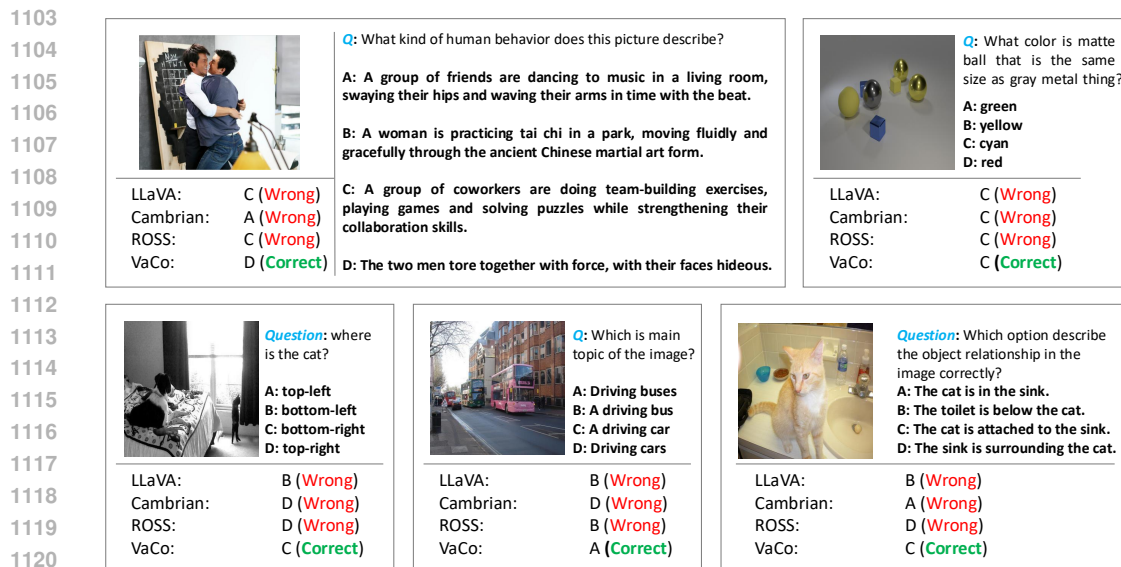 1103
1104
1105
1106
1107
1108
1109
1110
1111
1112
1113
1114
1115
1116
1117
1118
1119
1120
Q: What kind of human behavior does this picture describe?
A: A group of friends are dancing to music in a living room,
swaying their hips and waving their arms in time with the beat.
B: A woman is practicing tai chi in a park, moving fluidly and
gracefully through the ancient Chinese martial art form.
C: A group of coworkers are doing team-building exercises,
playing games and solving puzzles while strengthening their
collaboration skills.
D: The two men tore together with force, with their faces hideous.
LLaVA: C (Wrong)
Cambrian: A (Wrong)
ROSS: C (Wrong)
VaCo: D (Correct)
Q: What color is matte
ball that is the same
size as gray metal thing?
A: green
B: yellow
C: cyan
D: red
LLaVA: C (Wrong)
Cambrian: C (Wrong)
ROSS: C (Wrong)
VaCo: C (Correct)
Question: where
is the cat?
A: top-left
B: bottom-left
C: bottom-right
D: top-right
LLaVA: B (Wrong)
Cambrian: D (Wrong)
ROSS: D (Wrong)
VaCo: C (Correct)
Q: Which is main
topic of the image?
A: Driving buses
B: A driving bus
C: A driving car
D: Driving cars
LLaVA: B (Wrong)
Cambrian: D (Wrong)
ROSS: B (Wrong)
VaCo: A (Correct)
Question: Which option describe
the object relationship in the
image correctly?
A: The cat is in the sink.
B: The toilet is below the cat.
C: The cat is attached to the sink.
D: The sink is surrounding the cat.
LLaVA: B (Wrong)
Cambrian: A (Wrong)
ROSS: D (Wrong)
VaCo: C (Correct)